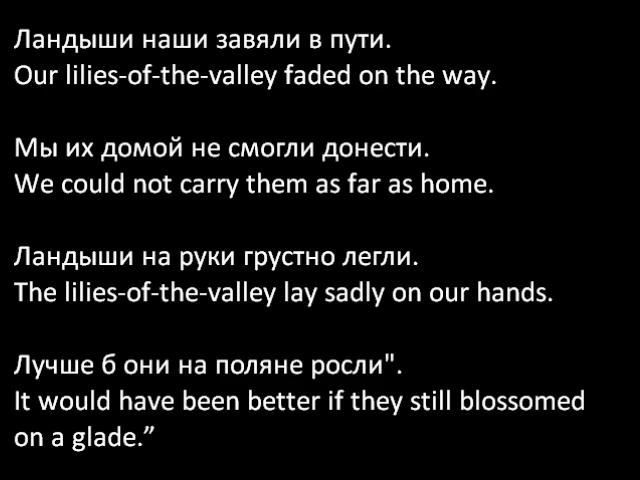 Ландыши наши завяли в пути.
Our lilies-of-the-valley faded on the way.
Мы их домой не смогли донести.
We could not carry them as far as home.
Ландыши на руки грустно легли.
The lilies-of-the-valley lay sadly on our hands.
Лучше б они на поляне росли".
It would have been better if they still blossomed
on a glade.”